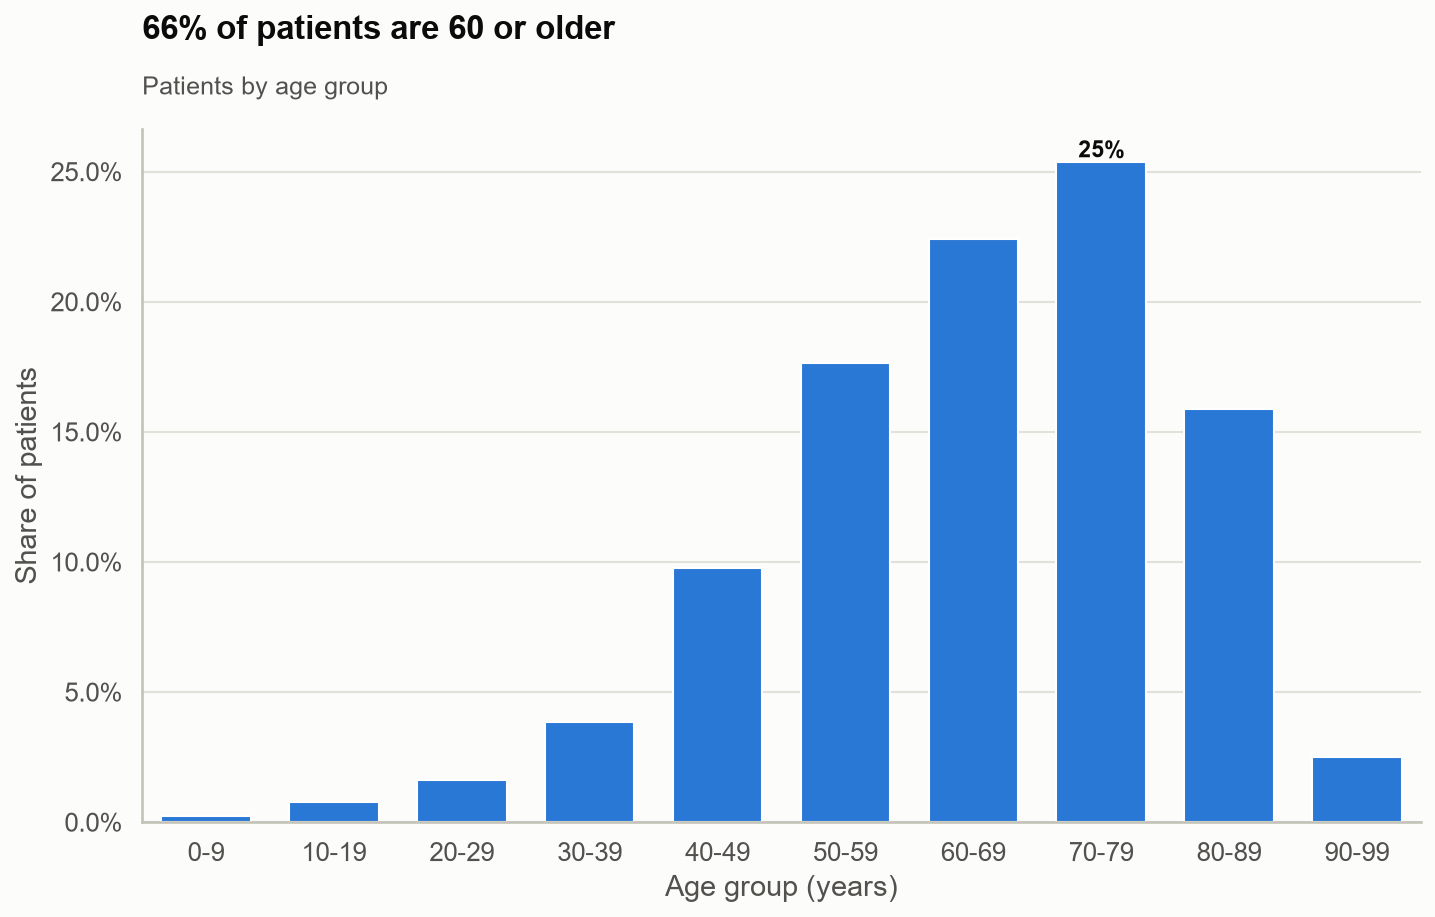 66% of patients are 60 or older
Patients by age group
25%
25.0%
20.0%
15.0%
10.0%
5.0%
0.0%
Share of patients
0-9 10-19 20-29 30-39 40-49 50-59 60-69 70-79 80-89 90-99
Age group (years)